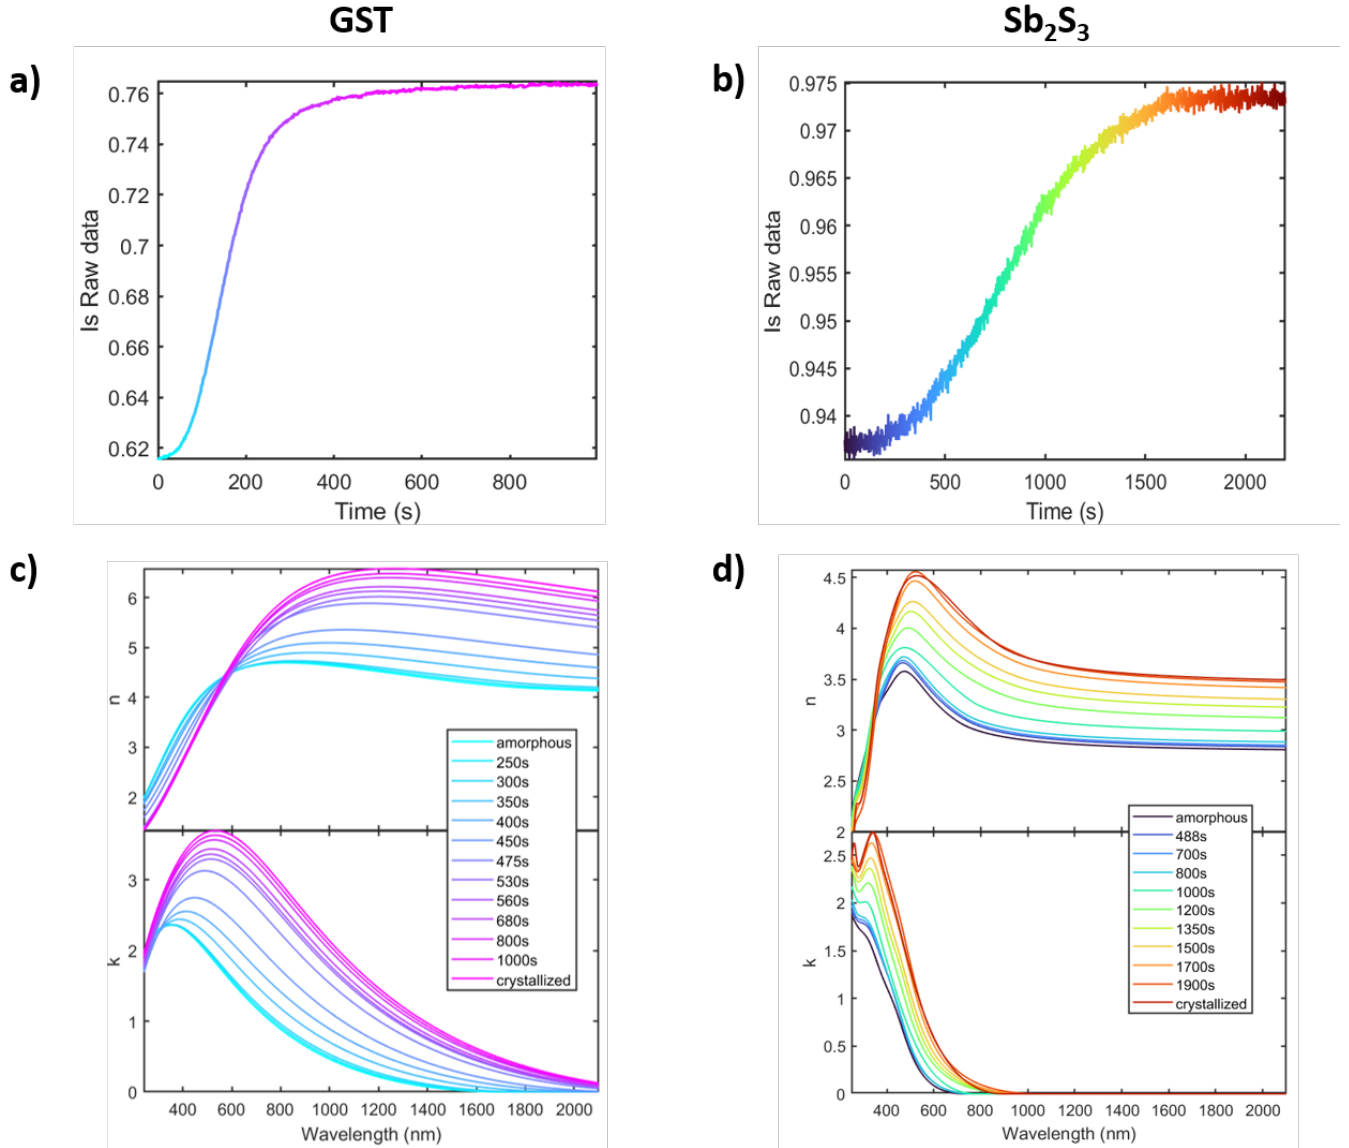 GST
Sb2S3
a)
0.76
0.74
0.72
0.7
0.68
0.66
0.64
0.62
Is Raw data
0 200 400 600 800
Time (s)
b)
0.975
0.97
0.965
0.96
0.955
0.95
0.945
0.94
Is Raw data
0 500 1000 1500 2000
Time (s)
c)
6
5
4
3
2
n
3
2
1
0
k
amorphous
250s
300s
350s
400s
450s
475s
530s
560s
680s
800s
1000s
crystallized
400 600 800 1000 1200 1400 1600 1800 2000
Wavelength (nm)
d)
4.5
4
3.5
3
2.5
2
n
2.5
2
1.5
1
0.5
0
k
amorphous
488s
700s
800s
1000s
1200s
1350s
1500s
1700s
1900s
crystallized
400 600 800 1000 1200 1400 1600 1800 2000
Wavelength (nm)